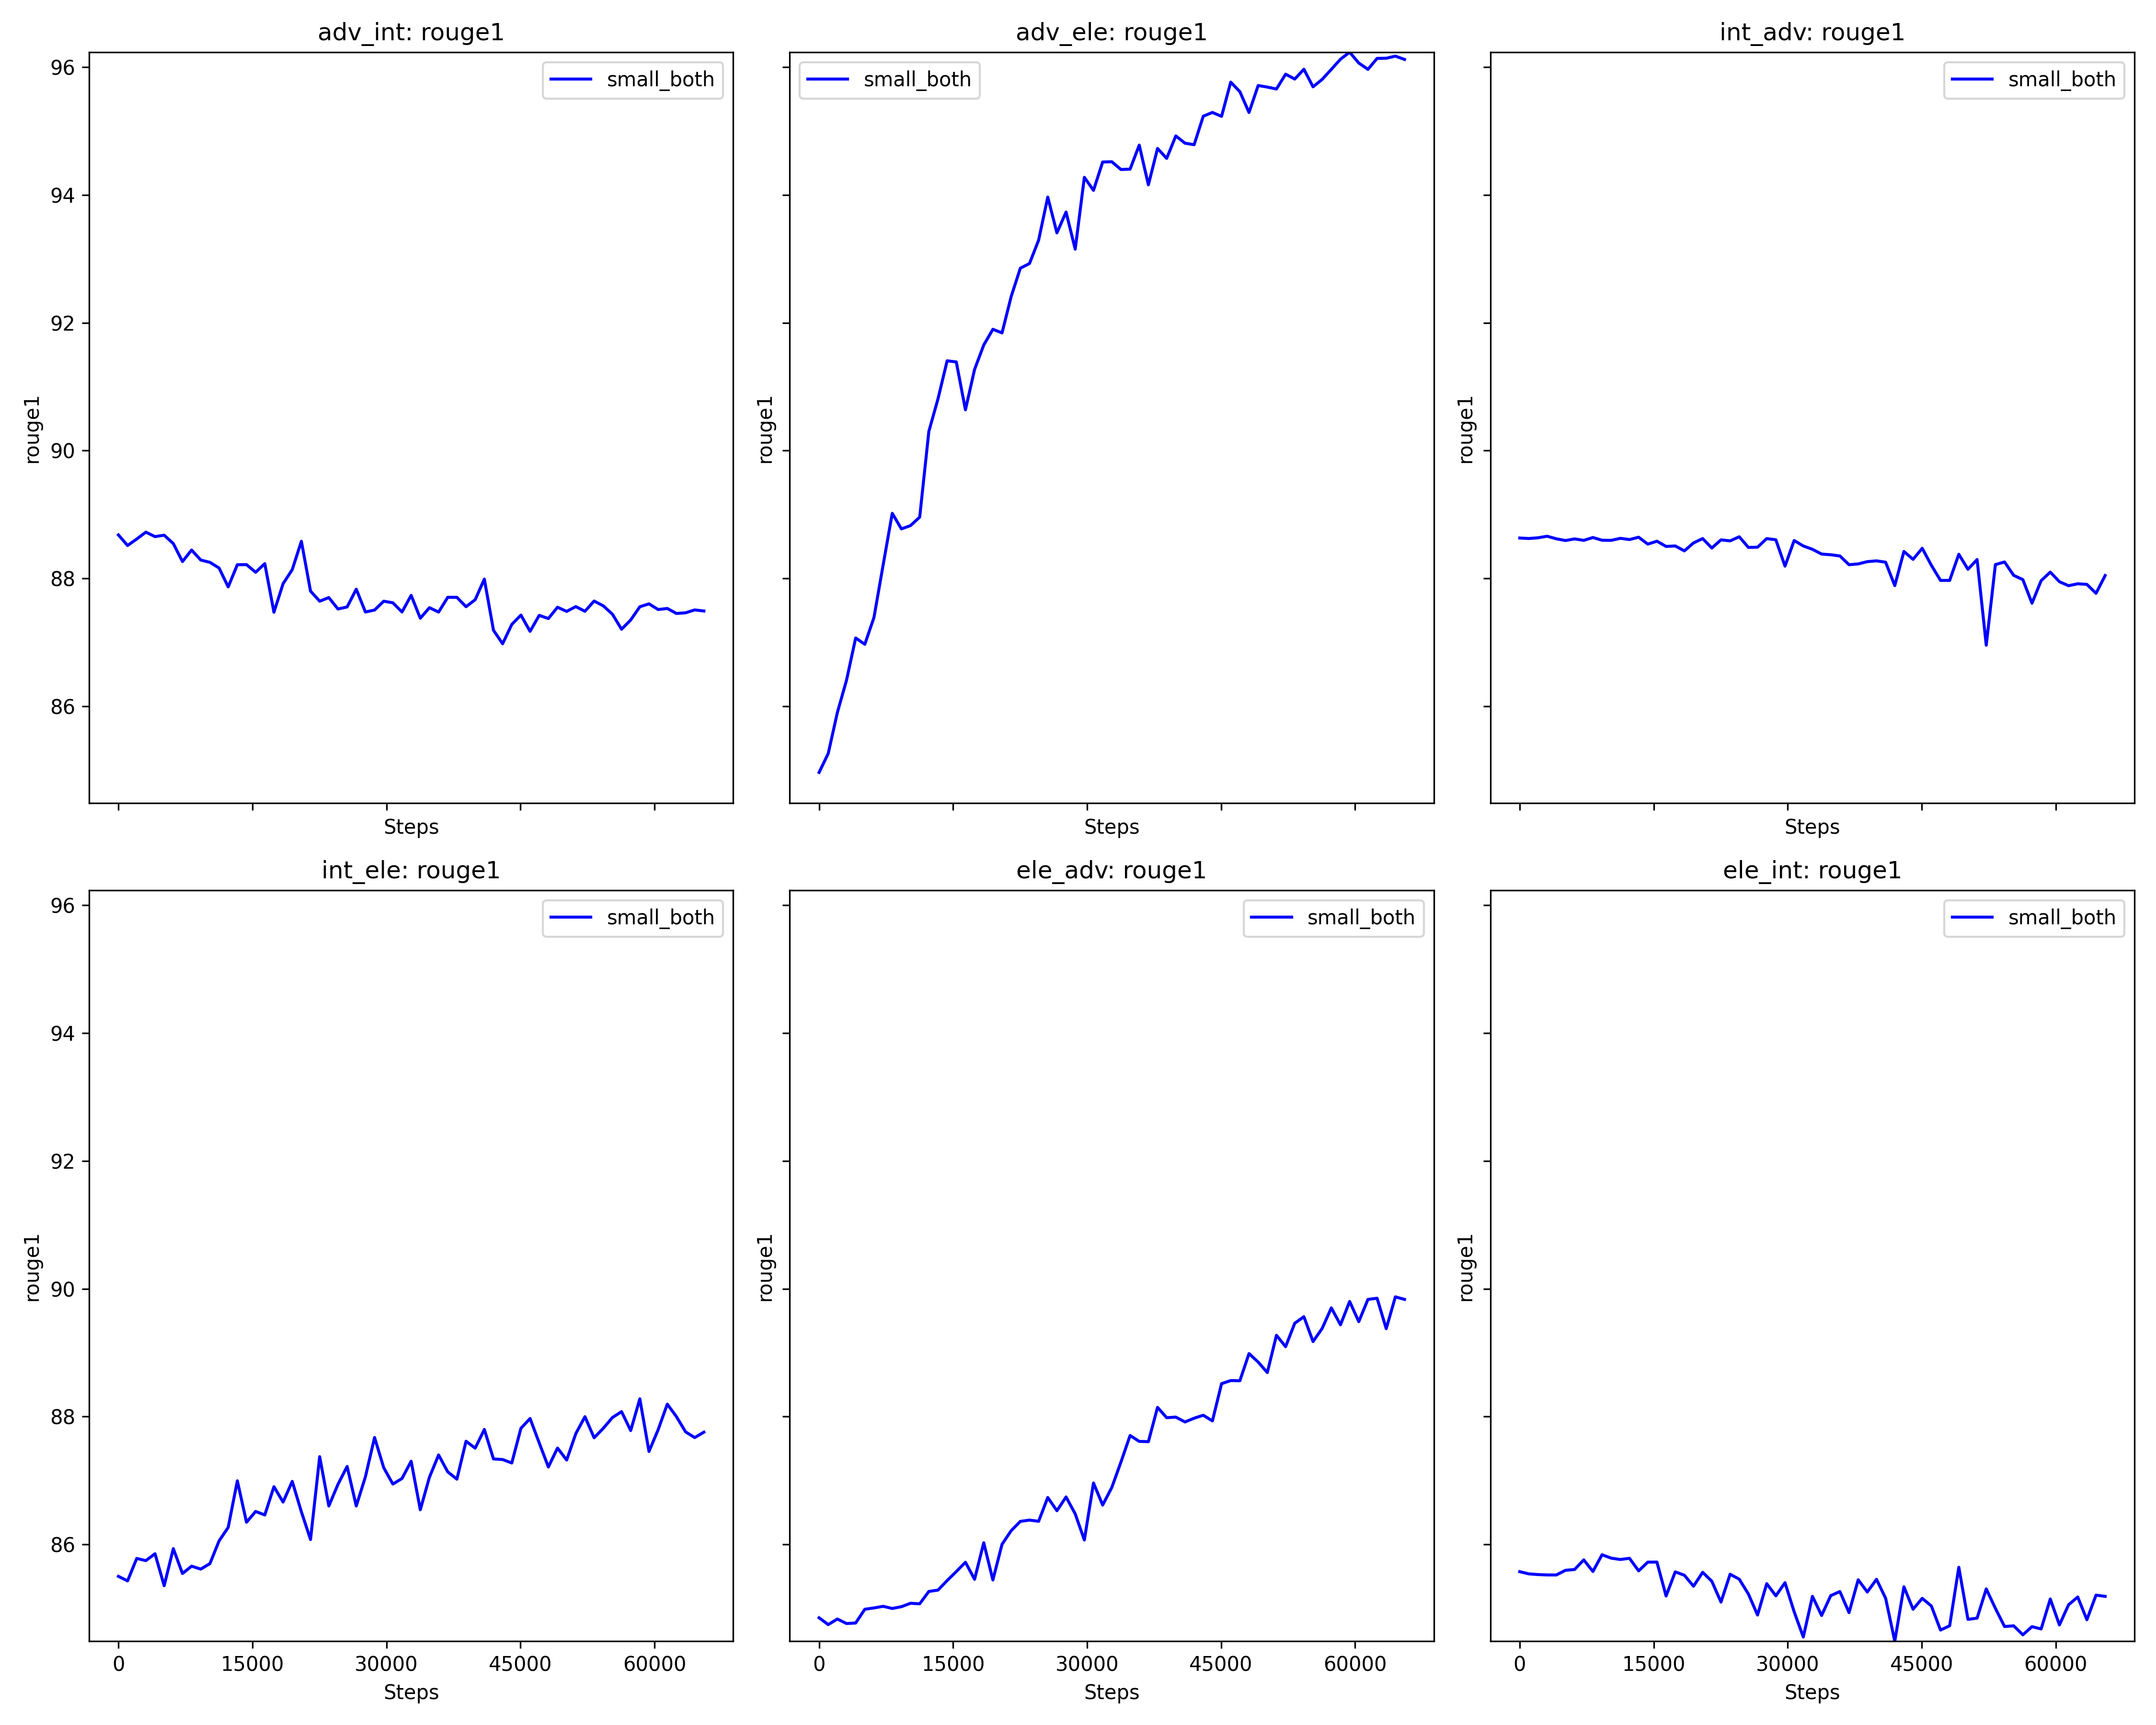 adv_int: rouge1
small_both
96
94
92
90
88
86
rouge1
Steps
adv_ele: rouge1
small_both
rouge1
Steps
int_adv: rouge1
small_both
rouge1
Steps
int_ele: rouge1
small_both
96
94
92
90
88
86
rouge1
0 15000 30000 45000 60000
Steps
ele_adv: rouge1
small_both
rouge1
0 15000 30000 45000 60000
Steps
ele_int: rouge1
small_both
rouge1
0 15000 30000 45000 60000
Steps